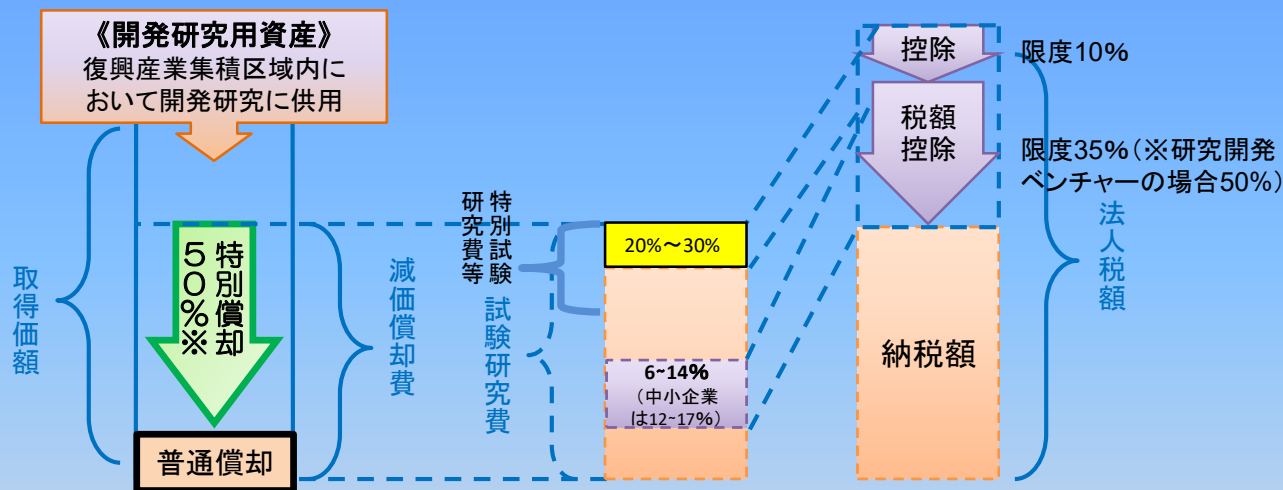 《開発研究用資産》
復興産業集積区域内に
おいて開発研究に供用
取得価額
特別償却
50%※
普通償却
減価償却費
特別試験
研究費等
試験研究費
20%～30%
6~14%
（中小企業
は12~17%）
控除
限度10%
税額
控除
限度35%（※研究開発
ベンチャーの場合50%）
納税額
法人税額